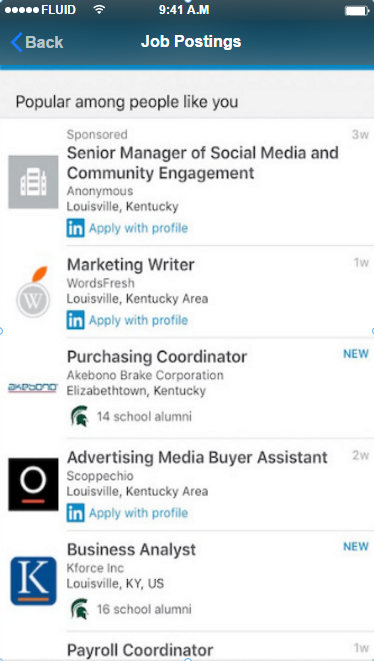 FLUID 9:41 A.M
Back Job Postings
Popular among people like you
Sponsored 3w
Senior Manager of Social Media and
Community Engagement
Anonymous
Louisville, Kentucky
in Apply with profile
Marketing Writer 1w
WordsFresh
Louisville, Kentucky Area
in Apply with profile
W
Purchasing Coordinator NEW
Akebono Brake Corporation
akebono
Elizabethtown, Kentucky
14 school alumni
Advertising Media Buyer Assistant 2w
Scoppechio
Louisville, Kentucky Area
in Apply with profile
Business Analyst NEW
Kforce Inc
K
Louisville, KY, US
16 school alumni
Payroll Coordinator 1w